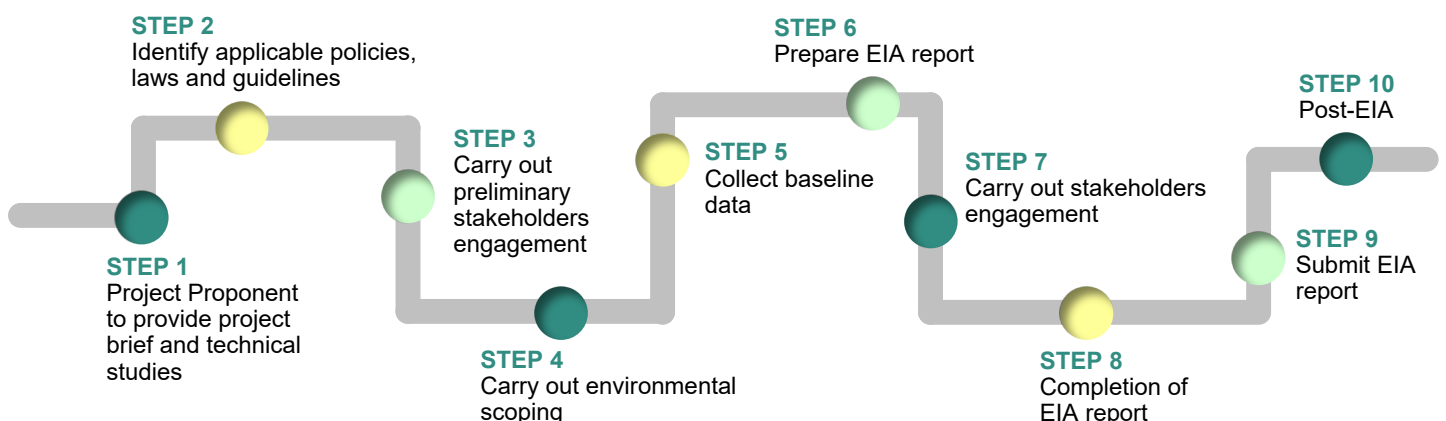 STEP 1
Project Proponent
to provide project
brief and technical
studies
STEP 2
Identify applicable policies,
laws and guidelines
STEP 3
Carry out
preliminary
stakeholders
engagement
STEP 4
Carry out environmental
scoping
STEP 5
Collect baseline
data
STEP 6
Prepare EIA report
STEP 7
Carry out stakeholders
engagement
STEP 8
Completion of
EIA report
STEP 9
Submit EIA
report
STEP 10
Post-EIA